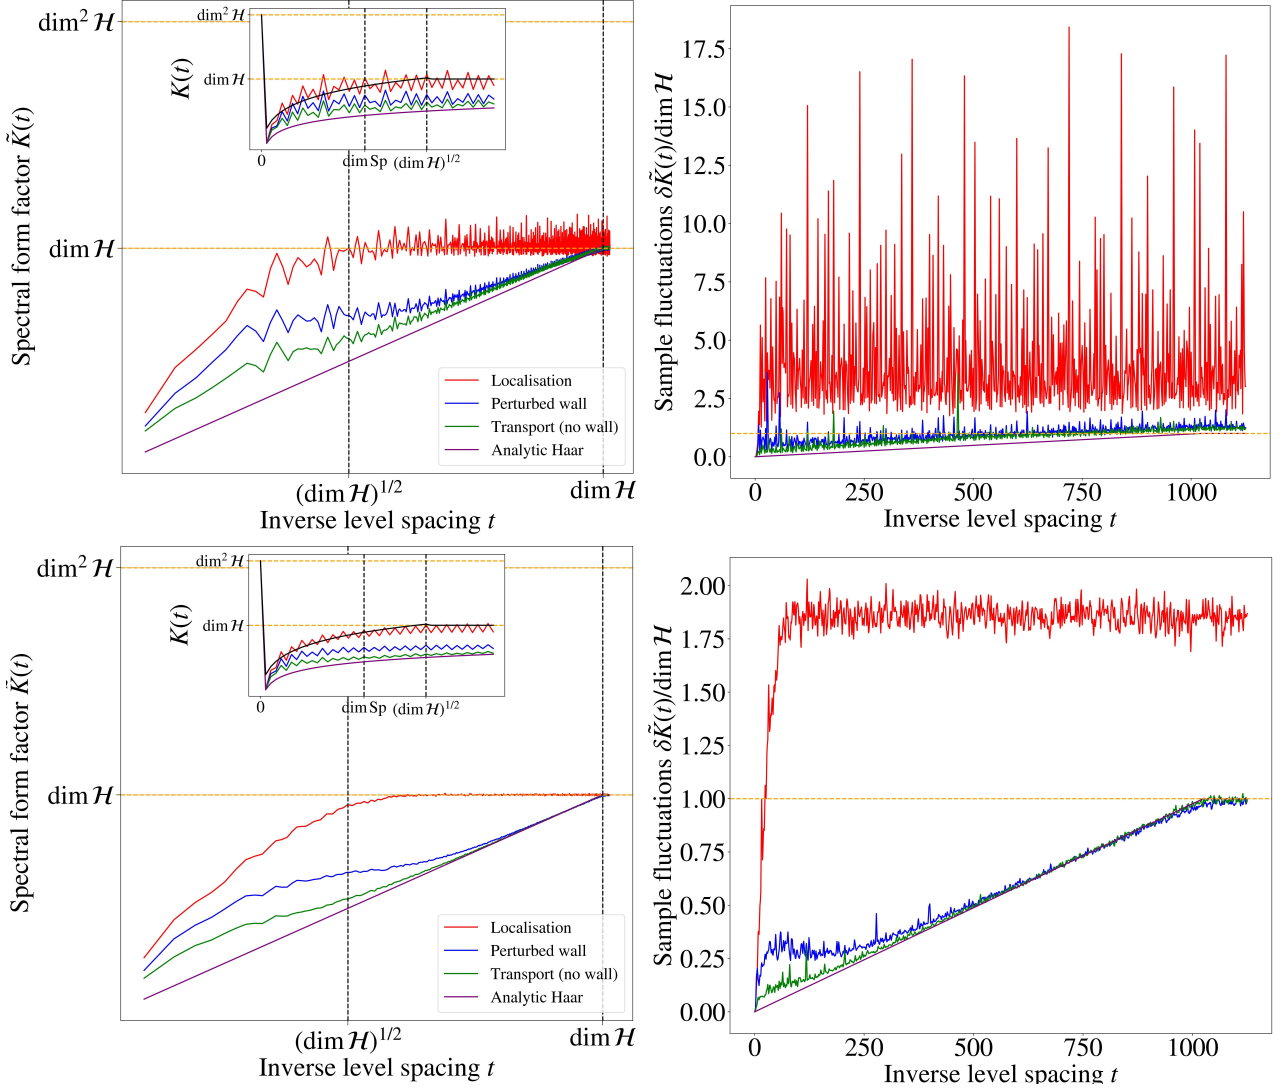 dim² ℋ
dim ℋ
Spectral form factor K̃(t)
dim² ℋ
dim ℋ
K(t)
0
dim Sp
(dim ℋ)^{1/2}
Localisation
Perturbed wall
Transport (no wall)
Analytic Haar
(dim ℋ)^{1/2}
dim ℋ
Inverse level spacing t
Sample fluctuations δK̃(t)/dim ℋ
17.5
15.0
12.5
10.0
7.5
5.0
2.5
0.0
0
250
500
750
1000
Inverse level spacing t
dim² ℋ
dim ℋ
Spectral form factor K̃(t)
dim² ℋ
dim ℋ
K(t)
0
dim Sp
(dim ℋ)^{1/2}
Localisation
Perturbed wall
Transport (no wall)
Analytic Haar
(dim ℋ)^{1/2}
dim ℋ
Inverse level spacing t
Sample fluctuations δK̃(t)/dim ℋ
2.00
1.75
1.50
1.25
1.00
0.75
0.50
0.25
0.00
0
250
500
750
1000
Inverse level spacing t